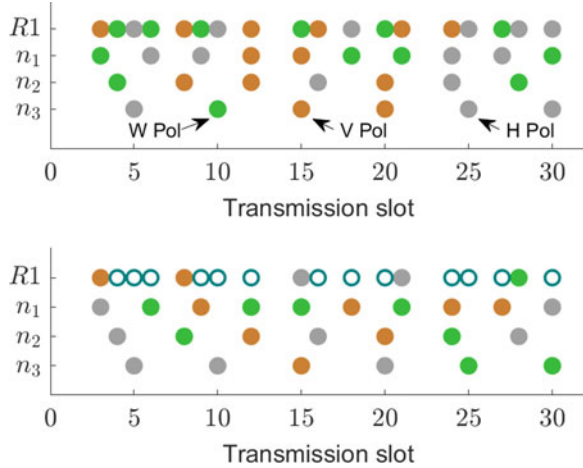 R1
n₁
n₂
n₃
W Pol V Pol H Pol
0 5 10 15 20 25 30
Transmission slot
R1
n₁
n₂
n₃
0 5 10 15 20 25 30
Transmission slot